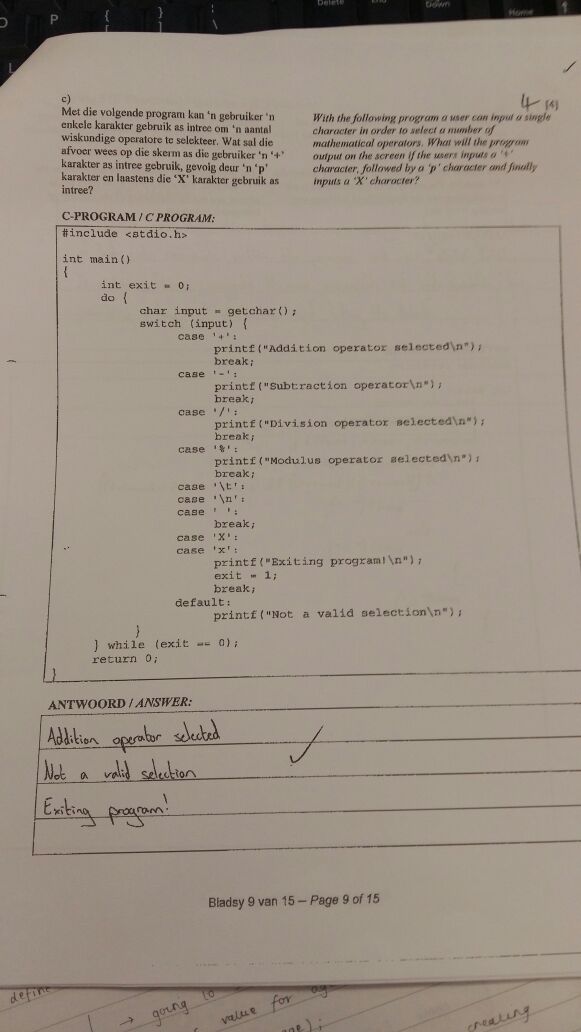 P
Delete
Down
Home
c)
Met die volgende program kan 'n gebruiker 'n
enkele karakter gebruik as intree om 'n aantal
wiskundige operatore te selekteer. Wat sal die
afvoer wees op die skerm as die gebruiker 'n '+'
karakter as intree gebruik, gevolg deur 'n 'p'
karakter en laastens die 'X' karakter gebruik as
intree?
4 [4]
With the following program a user can input a single
character in order to select a number of
mathematical operators. What will the program
output on the screen if the users inputs a '+'
character, followed by a 'p' character and finally
inputs a 'X' character?
C-PROGRAM / C PROGRAM:
#include <stdio.h>
int main()
{
int exit = 0;
do {
char input = getchar();
switch (input) {
case '+':
printf("Addition operator selected\n");
break;
case '-':
printf("Subtraction operator\n");
break;
case '/':
printf("Division operator selected\n");
break;
case '%':
printf("Modulus operator selected\n");
break;
case '\t':
case '\n':
case ' ':
break;
case 'X':
case 'x':
printf("Exiting program!\n");
exit = 1;
break;
default:
printf("Not a valid selection\n");
}
} while (exit == 0);
return 0;
}
ANTWOORD / ANSWER:
Addition operator selected
Not a valid selection
Exiting program!
Bladsy 9 van 15 – Page 9 of 15
define
→ going to
value for
creating